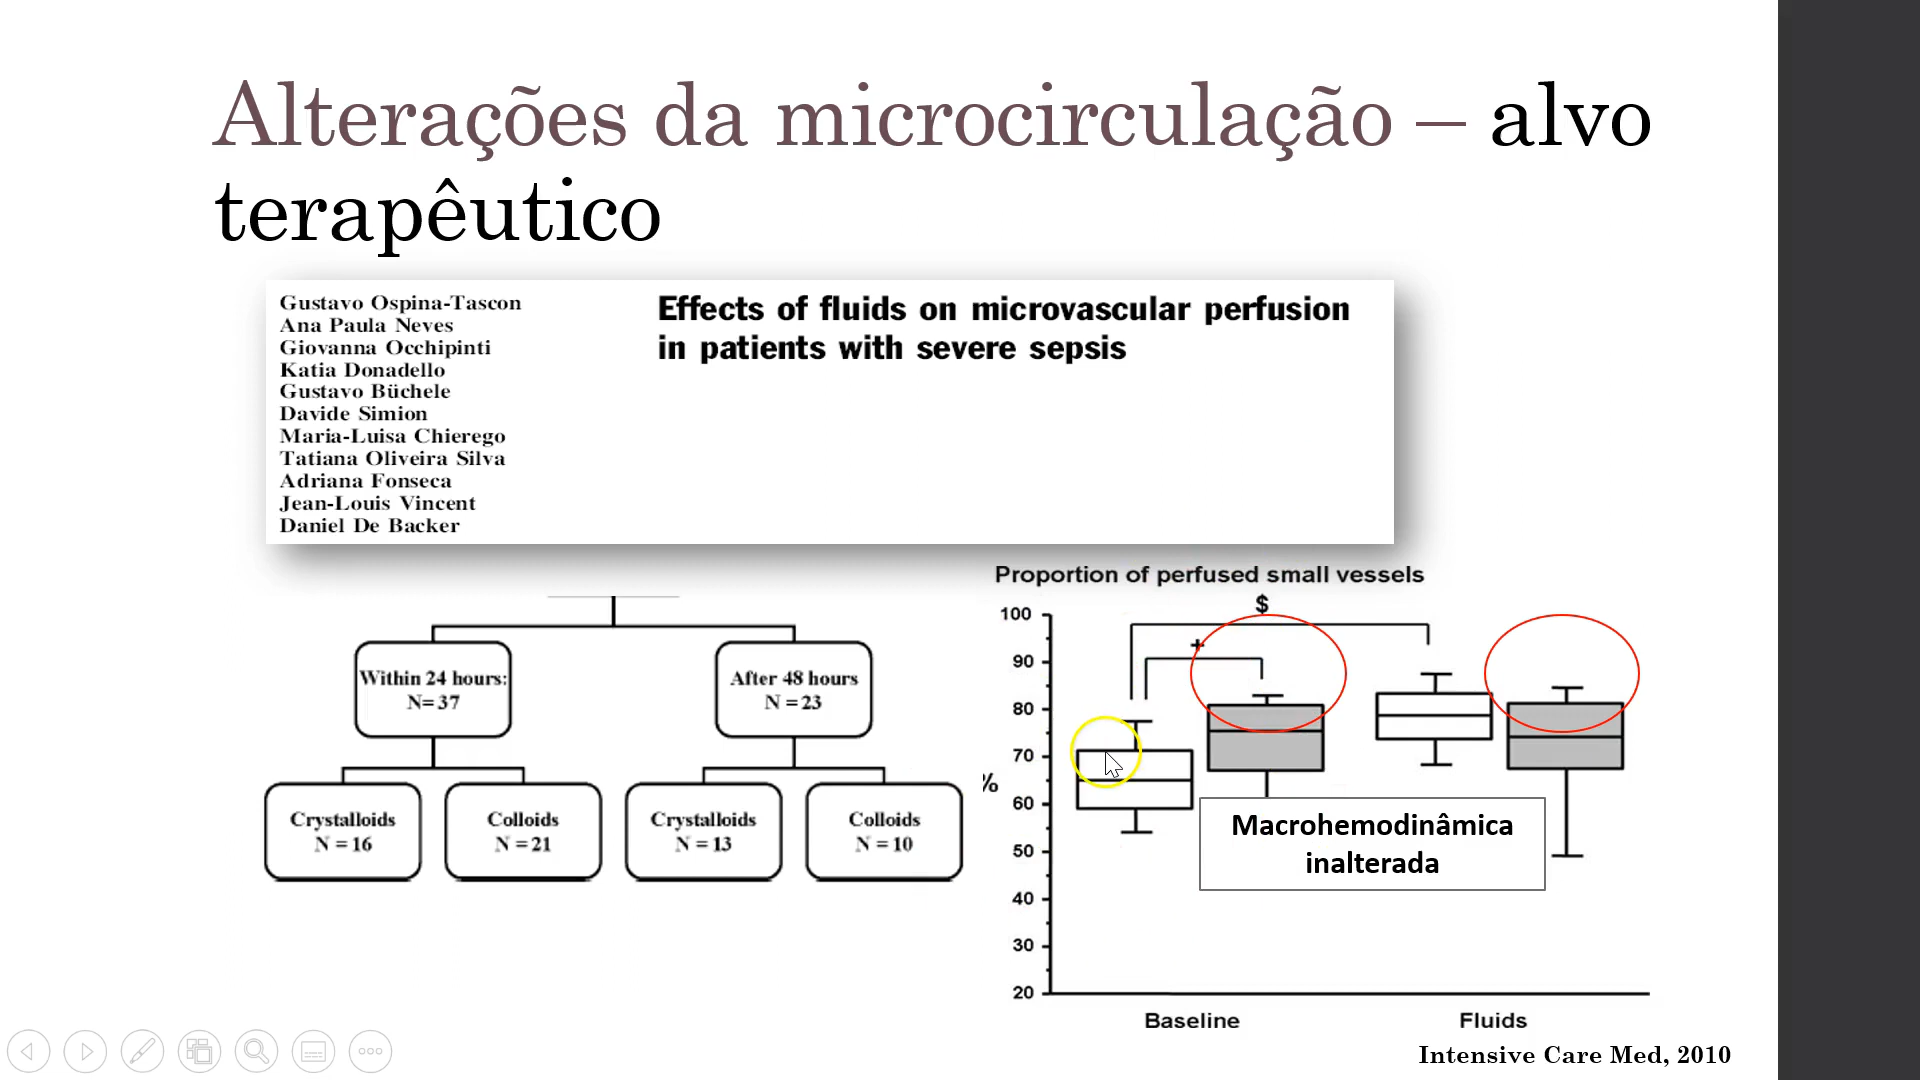 Alterações da microcirculação – alvo
terapêutico
Gustavo Ospina-Tascon
Ana Paula Neves
Giovanna Occhipinti
Katia Donadello
Gustavo Büchele
Davide Simion
Maria-Luisa Chierego
Tatiana Oliveira Silva
Adriana Fonseca
Jean-Louis Vincent
Daniel De Backer
Effects of fluids on microvascular perfusion
in patients with severe sepsis
Within 24 hours:
N= 37
After 48 hours
N = 23
Crystalloids
N = 16
Colloids
N = 21
Crystalloids
N = 13
Colloids
N = 10
Proportion of perfused small vessels
$
+
100
90
80
70
%
60
50
40
30
20
Macrohemodinâmica
inalterada
Baseline
Fluids
Intensive Care Med, 2010